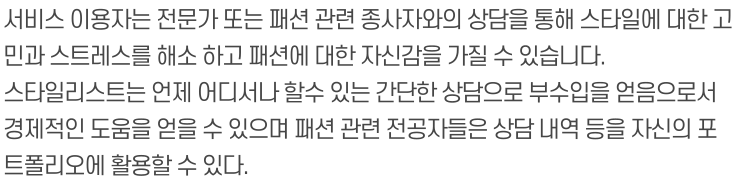 서비스 이용자는 전문가 또는 패션 관련 종사자와의 상담을 통해 스타일에 대한 고
민과 스트레스를 해소 하고 패션에 대한 자신감을 가질 수 있습니다.
스타일리스트는 언제 어디서나 할수 있는 간단한 상담으로 부수입을 얻음으로서
경제적인 도움을 얻을 수 있으며 패션 관련 전공자들은 상담 내역 등을 자신의 포
트폴리오에 활용할 수 있다.